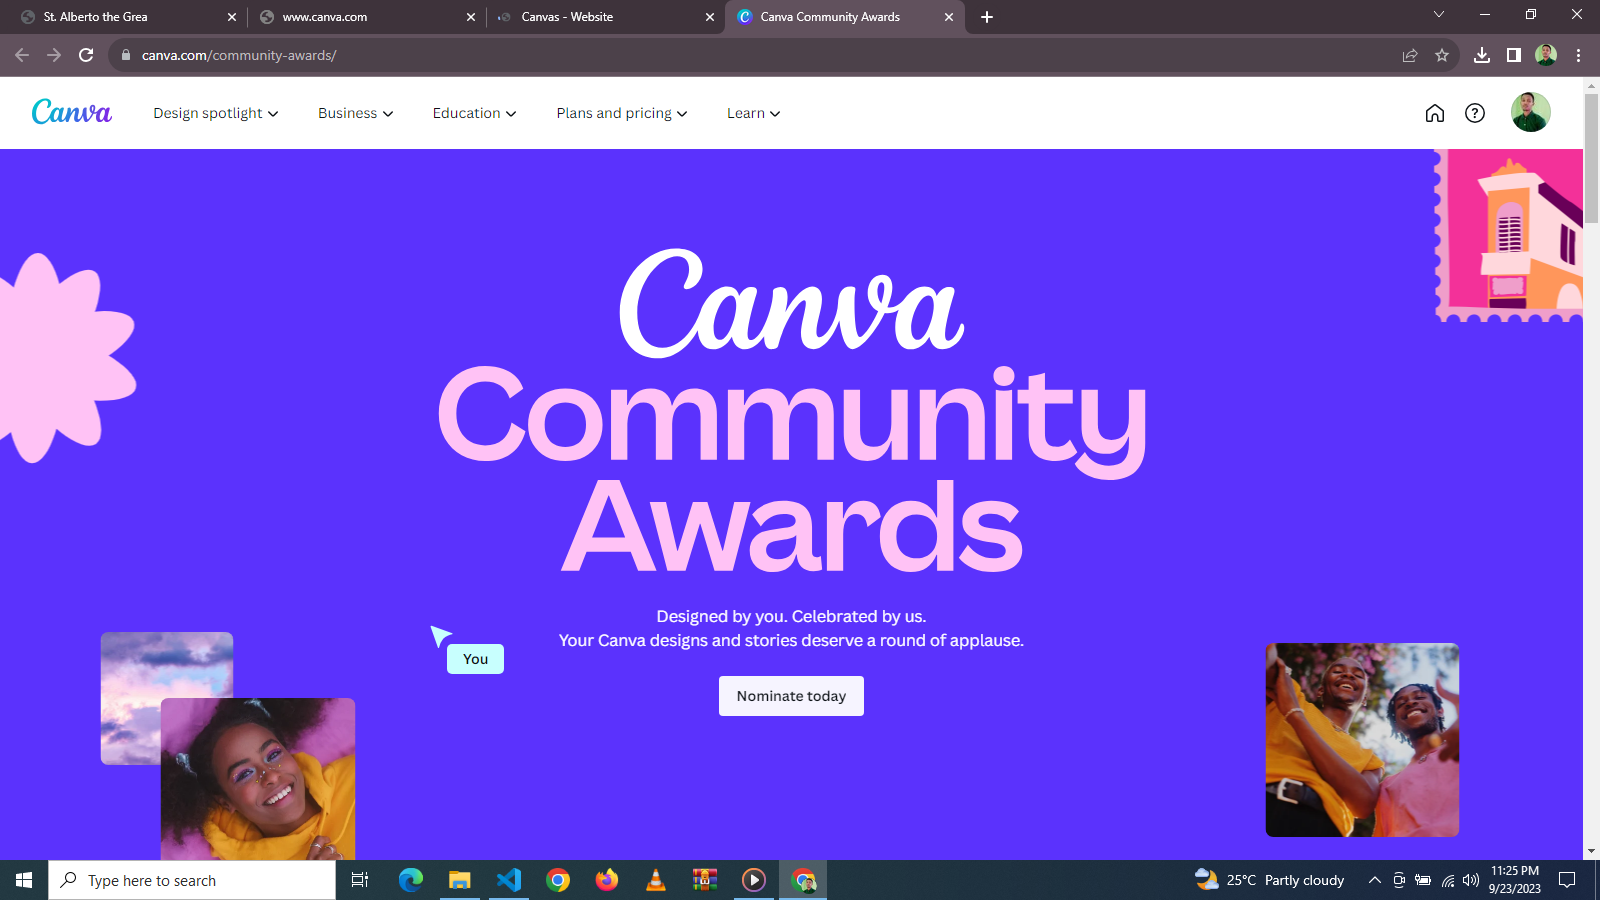 St. Alberto the Grea
www.canva.com
Canvas - Website
Canva Community Awards
canva.com/community-awards/
Canva
Design spotlight
Business
Education
Plans and pricing
Learn
Canva
Community
Awards
Designed by you. Celebrated by us.
Your Canva designs and stories deserve a round of applause.
You
Nominate today
Type here to search
25°C Partly cloudy
11:25 PM
9/23/2023